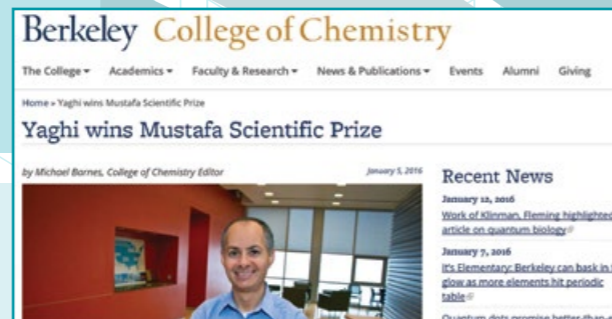 Berkeley College of Chemistry
The College Academics Faculty & Research News & Publications Events Alumni Giving
Home » Yaghi wins Mustafa Scientific Prize
Yaghi wins Mustafa Scientific Prize
by Michael Barnes, College of Chemistry Editor
January 5, 2016
Recent News
January 12, 2016
Work of Klinman, Fleming highlighted
article on quantum biology
January 7, 2016
It's Elementary: Berkeley can bask in
glow as more elements hit periodic
table
Quantum dots promise